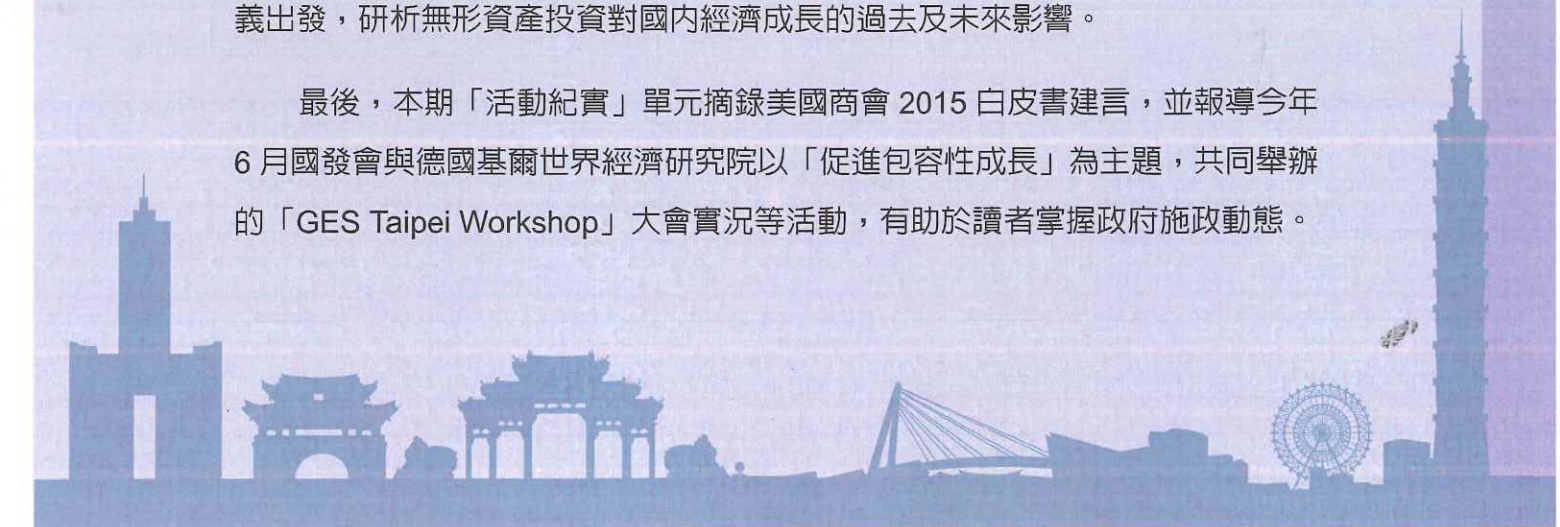 義出發，研析無形資產投資對國內經濟成長的過去及未來影響。
最後，本期「活動紀實」單元摘錄美國商會 2015 白皮書建言，並報導今年
6 月國發會與德國基爾世界經濟研究院以「促進包容性成長」為主題，共同舉辦
的「GES Taipei Workshop」大會實況等活動，有助於讀者掌握政府施政動態。